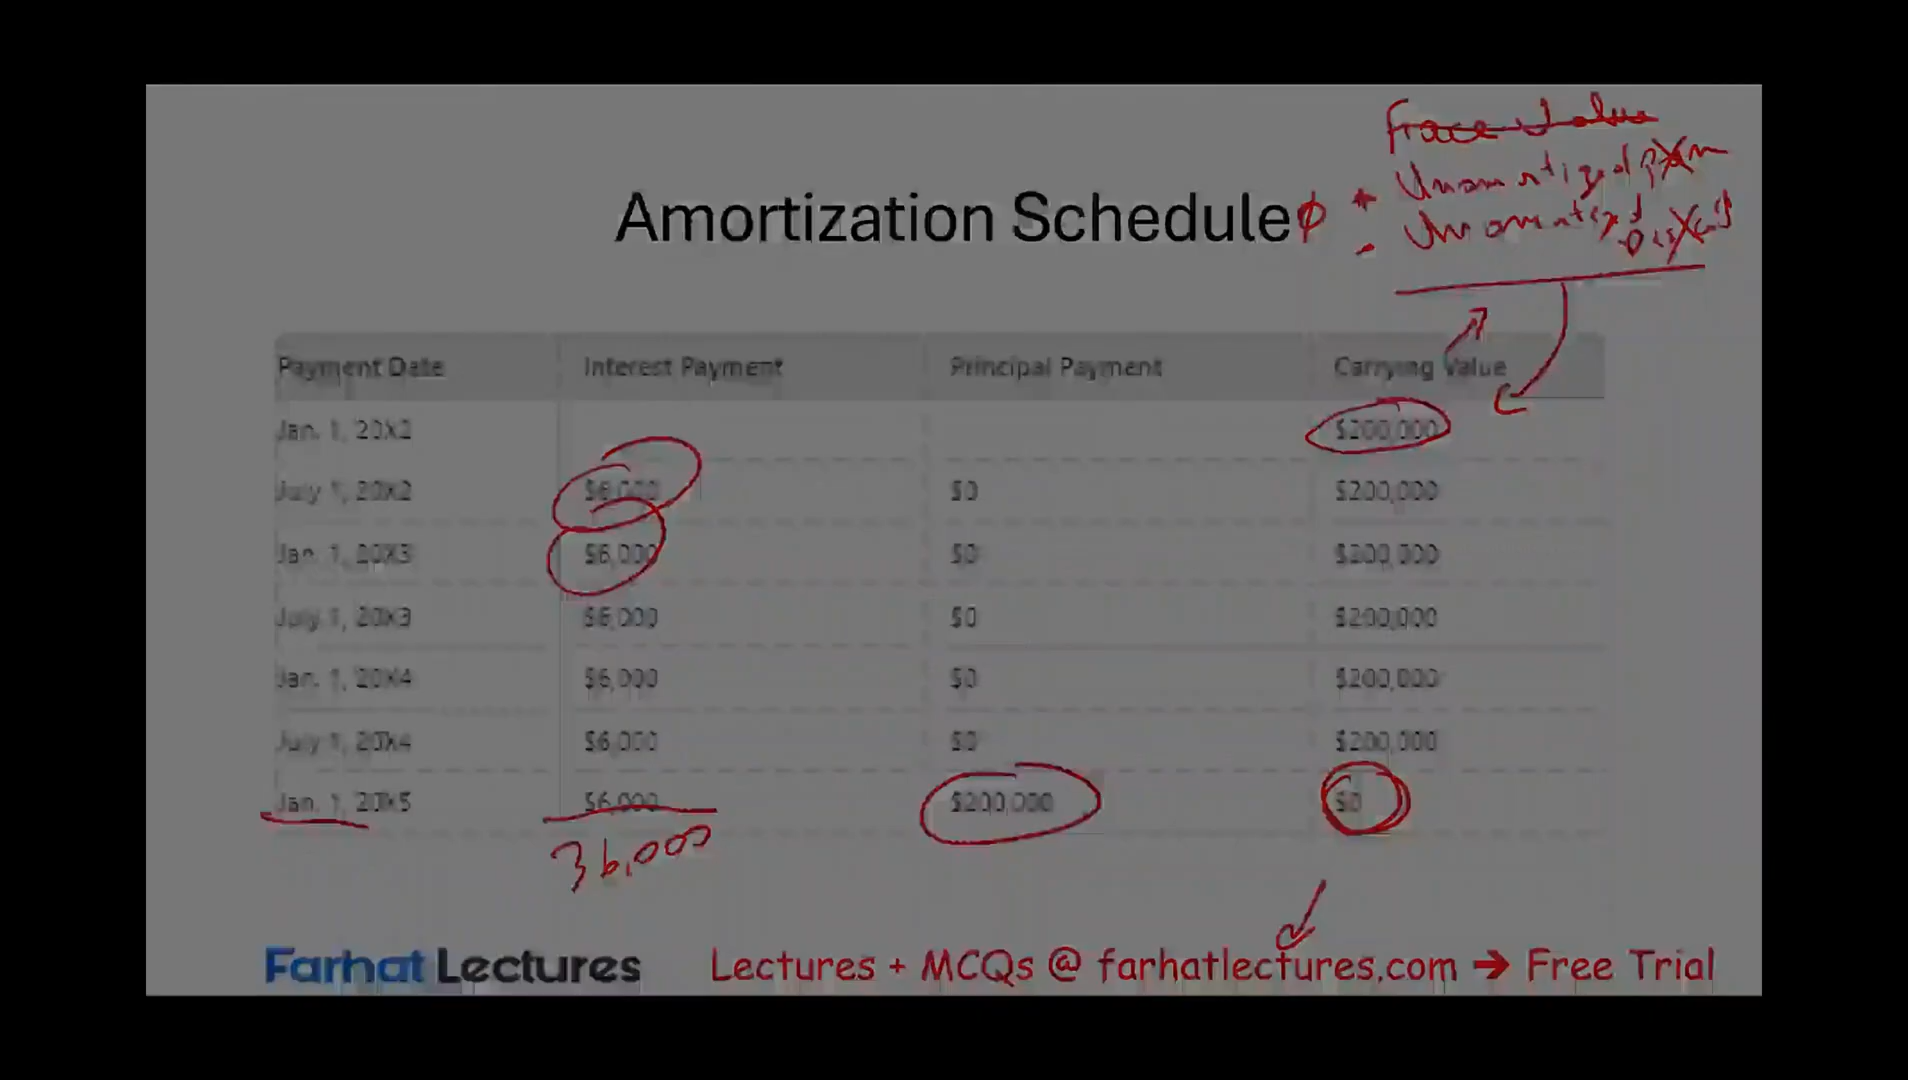 Face Value
Amortization Schedule
+ Unamortized Prem
- Unamortized Disc
Payment Date Interest Payment Principal Payment Carrying Value
Jan. 1, 20X2 $200,000
July 1, 20X2 $6,000 $0 $200,000
Jan. 1, 20X3 $6,000 $0 $200,000
July 1, 20X3 $6,000 $0 $200,000
Jan. 1, 20X4 $6,000 $0 $200,000
July 1, 20X4 $6,000 $0 $200,000
Jan. 1, 20X5 $6,000 $200,000 $0
36,000
Farhat Lectures Lectures + MCQs @ farhatlectures.com → Free Trial